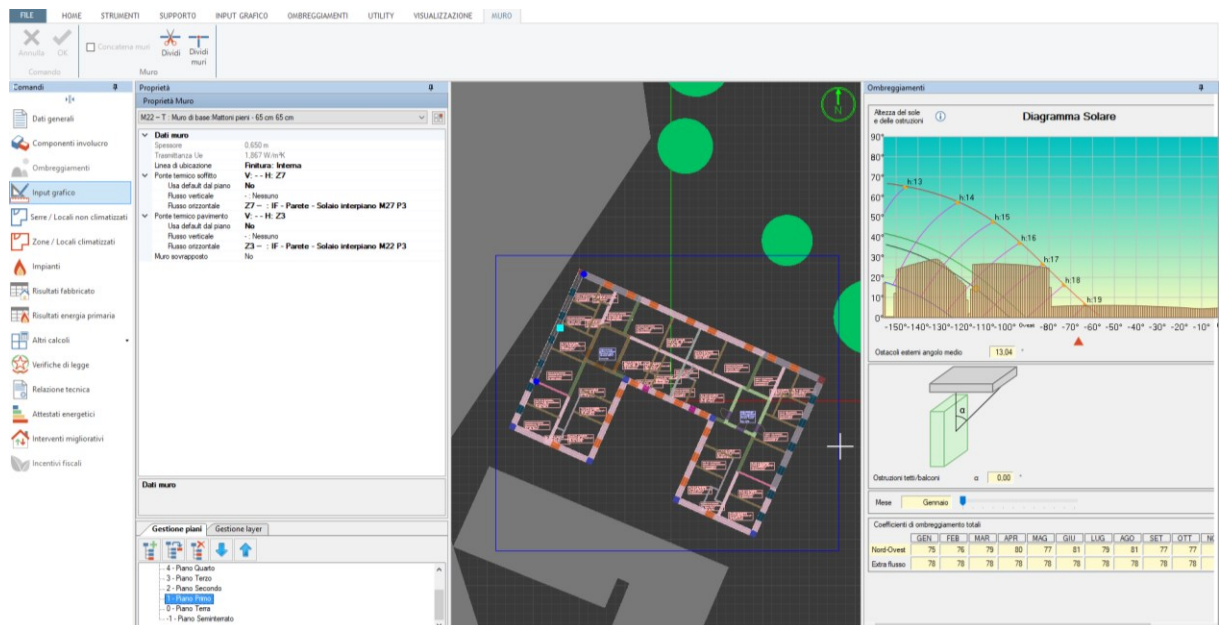 FILE HOME STRUMENTI SUPPORTO INPUT GRAFICO OMBREGGIAMENTI UTILITY VISUALIZZAZIONE MURO
Annulla OK Concatena muri Dividi Dividi muri
Comando Muro
Comandi
Dati generali
Componenti involucro
Ombreggiamenti
Input grafico
Serre / Locali non climatizzati
Zone / Locali climatizzati
Impianti
Risultati fabbricato
Risultati energia primaria
Altri calcoli
Verifiche di legge
Relazione tecnica
Attestati energetici
Interventi migliorativi
Incentivi fiscali
Proprietà
Proprietà Muro
M22 ~ T : Muro di base:Mattoni pieni - 65 cm 65 cm
Dati muro
Spessore 0,650 m
Trasmittanza Ue 1,867 W/m²K
Linea di ubicazione Finitura: Interna
Ponte termico soffitto V: - - H: Z7
Usa default dal piano No
Flusso verticale - : Nessuno
Flusso orizzontale Z7 ~ : IF - Parete - Solaio interpiano M27 P3
Ponte termico pavimento V: - - H: Z3
Usa default dal piano No
Flusso verticale - : Nessuno
Flusso orizzontale Z3 ~ : IF - Parete - Solaio interpiano M22 P3
Muro sovrapposto No
Dati muro
Gestione piani Gestione layer
4 - Piano Quarto
3 - Piano Terzo
2 - Piano Secondo
1 - Piano Primo
0 - Piano Terra
-1 - Piano Seminterrato
N
Ombreggiamenti
Altezza del sole
e delle ostruzioni
Diagramma Solare
90°
80°
70°
60°
50°
40°
30°
20°
10°
0°
h:13
h:14
h:15
h:16
h:17
h:18
h:19
-150° -140° -130° -120° -110° -100° Ovest -80° -70° -60° -50° -40° -30° -20° -10°
Ostacoli esterni angolo medio 13,04 °
α
Ostruzioni tetti/balconi α 0,00 °
Mese Gennaio
Coefficienti di ombreggiamento totali
GEN FEB MAR APR MAG GIU LUG AGO SET OTT
Nord-Ovest 75 76 79 80 77 81 79 81 77 77
Extra flusso 78 78 78 78 78 78 78 78 78 78